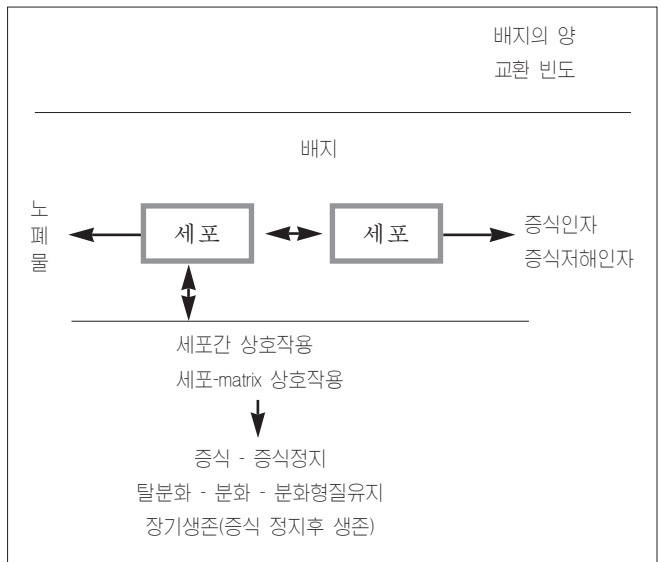 배지의 양
교환 빈도
배지
노
폐
물
세포
세포
증식인자
증식저해인자
세포간 상호작용
세포-matrix 상호작용
증식 - 증식정지
탈분화 - 분화 - 분화형질유지
장기생존(증식 정지후 생존)